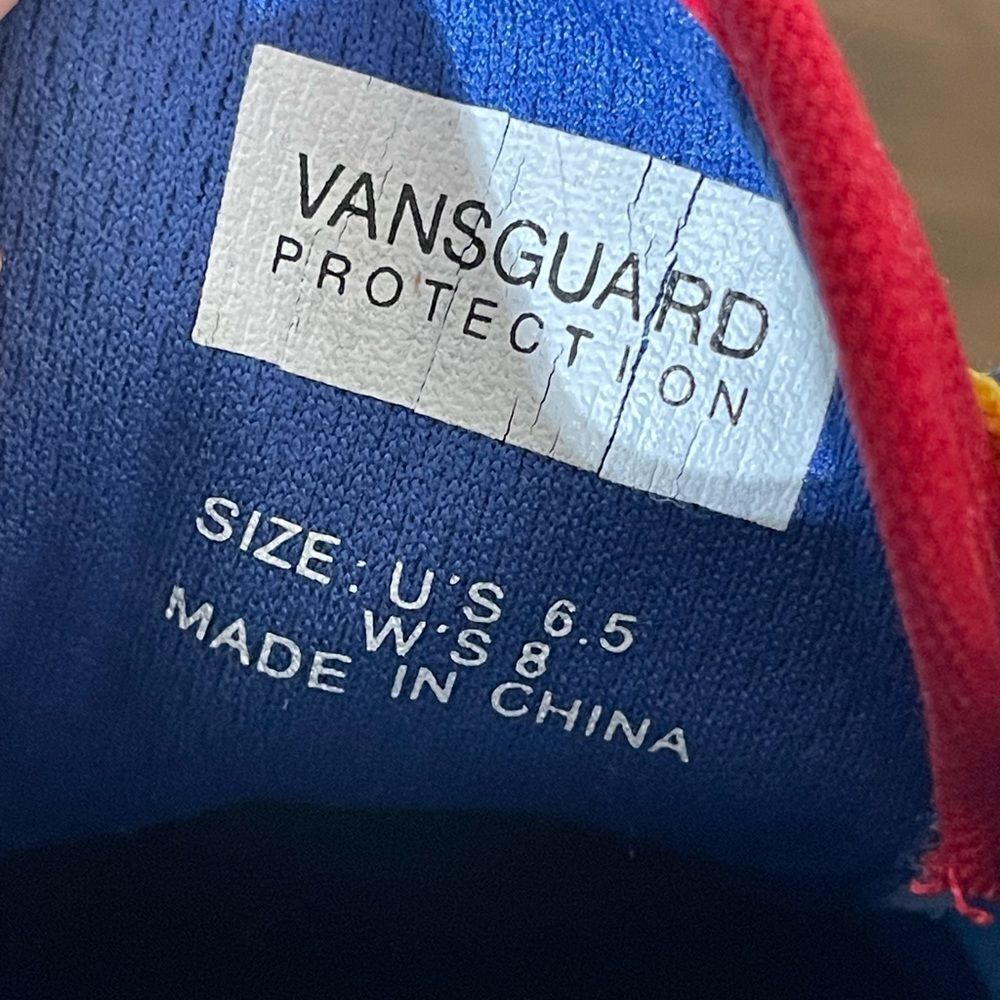 VANSGUARD
PROTECTION
SIZE: U'S 6.5
W'S 8
MADE IN CHINA